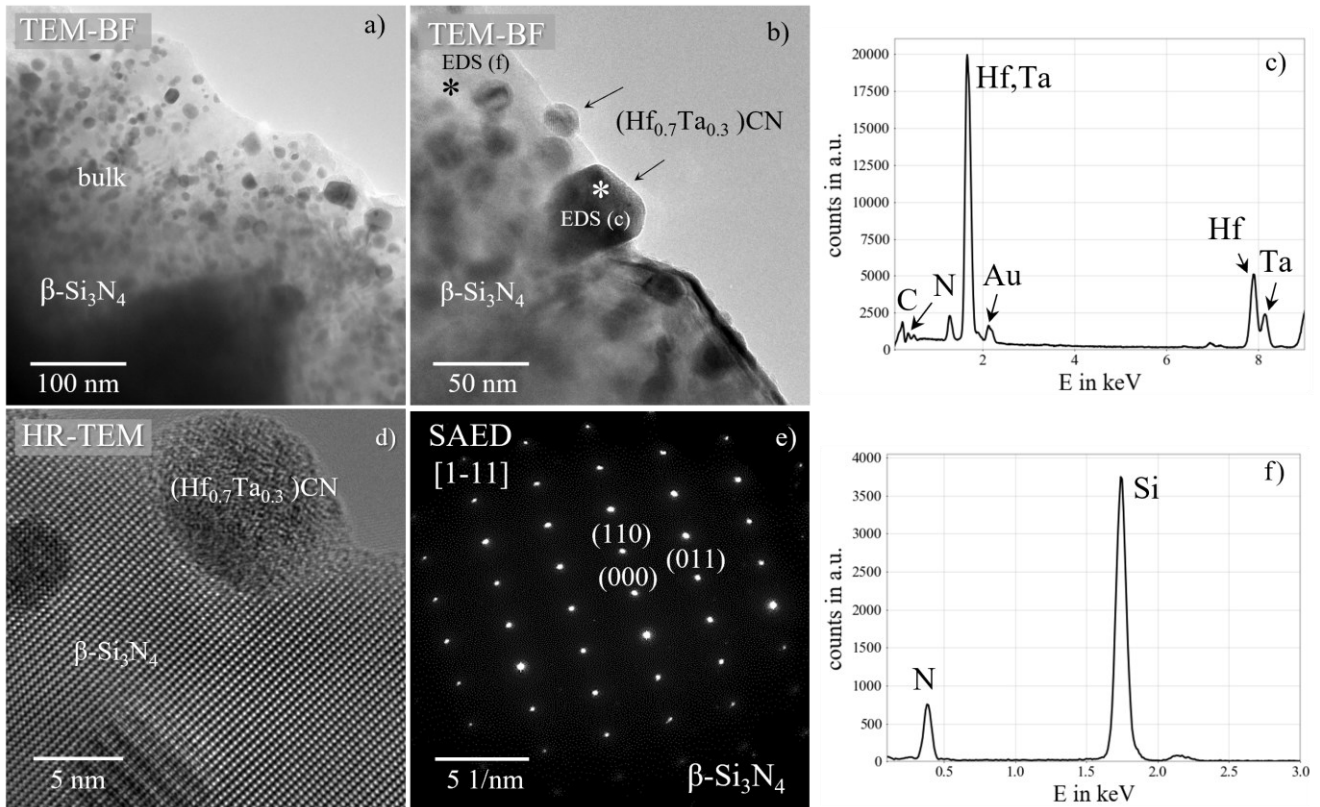 TEM-BF
a)
bulk
β-Si₃N₄
100 nm
TEM-BF
b)
EDS (f)
*
(Hf₀.₇Ta₀.₃ )CN
*
EDS (c)
β-Si₃N₄
50 nm
c)
20000
17500
15000
12500
10000
7500
5000
2500
0
counts in a.u.
Hf,Ta
Hf
Ta
C
N
Au
2
4
6
8
E in keV
HR-TEM
d)
(Hf₀.₇Ta₀.₃ )CN
β-Si₃N₄
5 nm
SAED
[1-11]
e)
(110)
(011)
(000)
5 1/nm
β-Si₃N₄
f)
4000
3500
3000
2500
2000
1500
1000
500
0
counts in a.u.
Si
N
0.5
1.0
1.5
2.0
2.5
3.0
E in keV